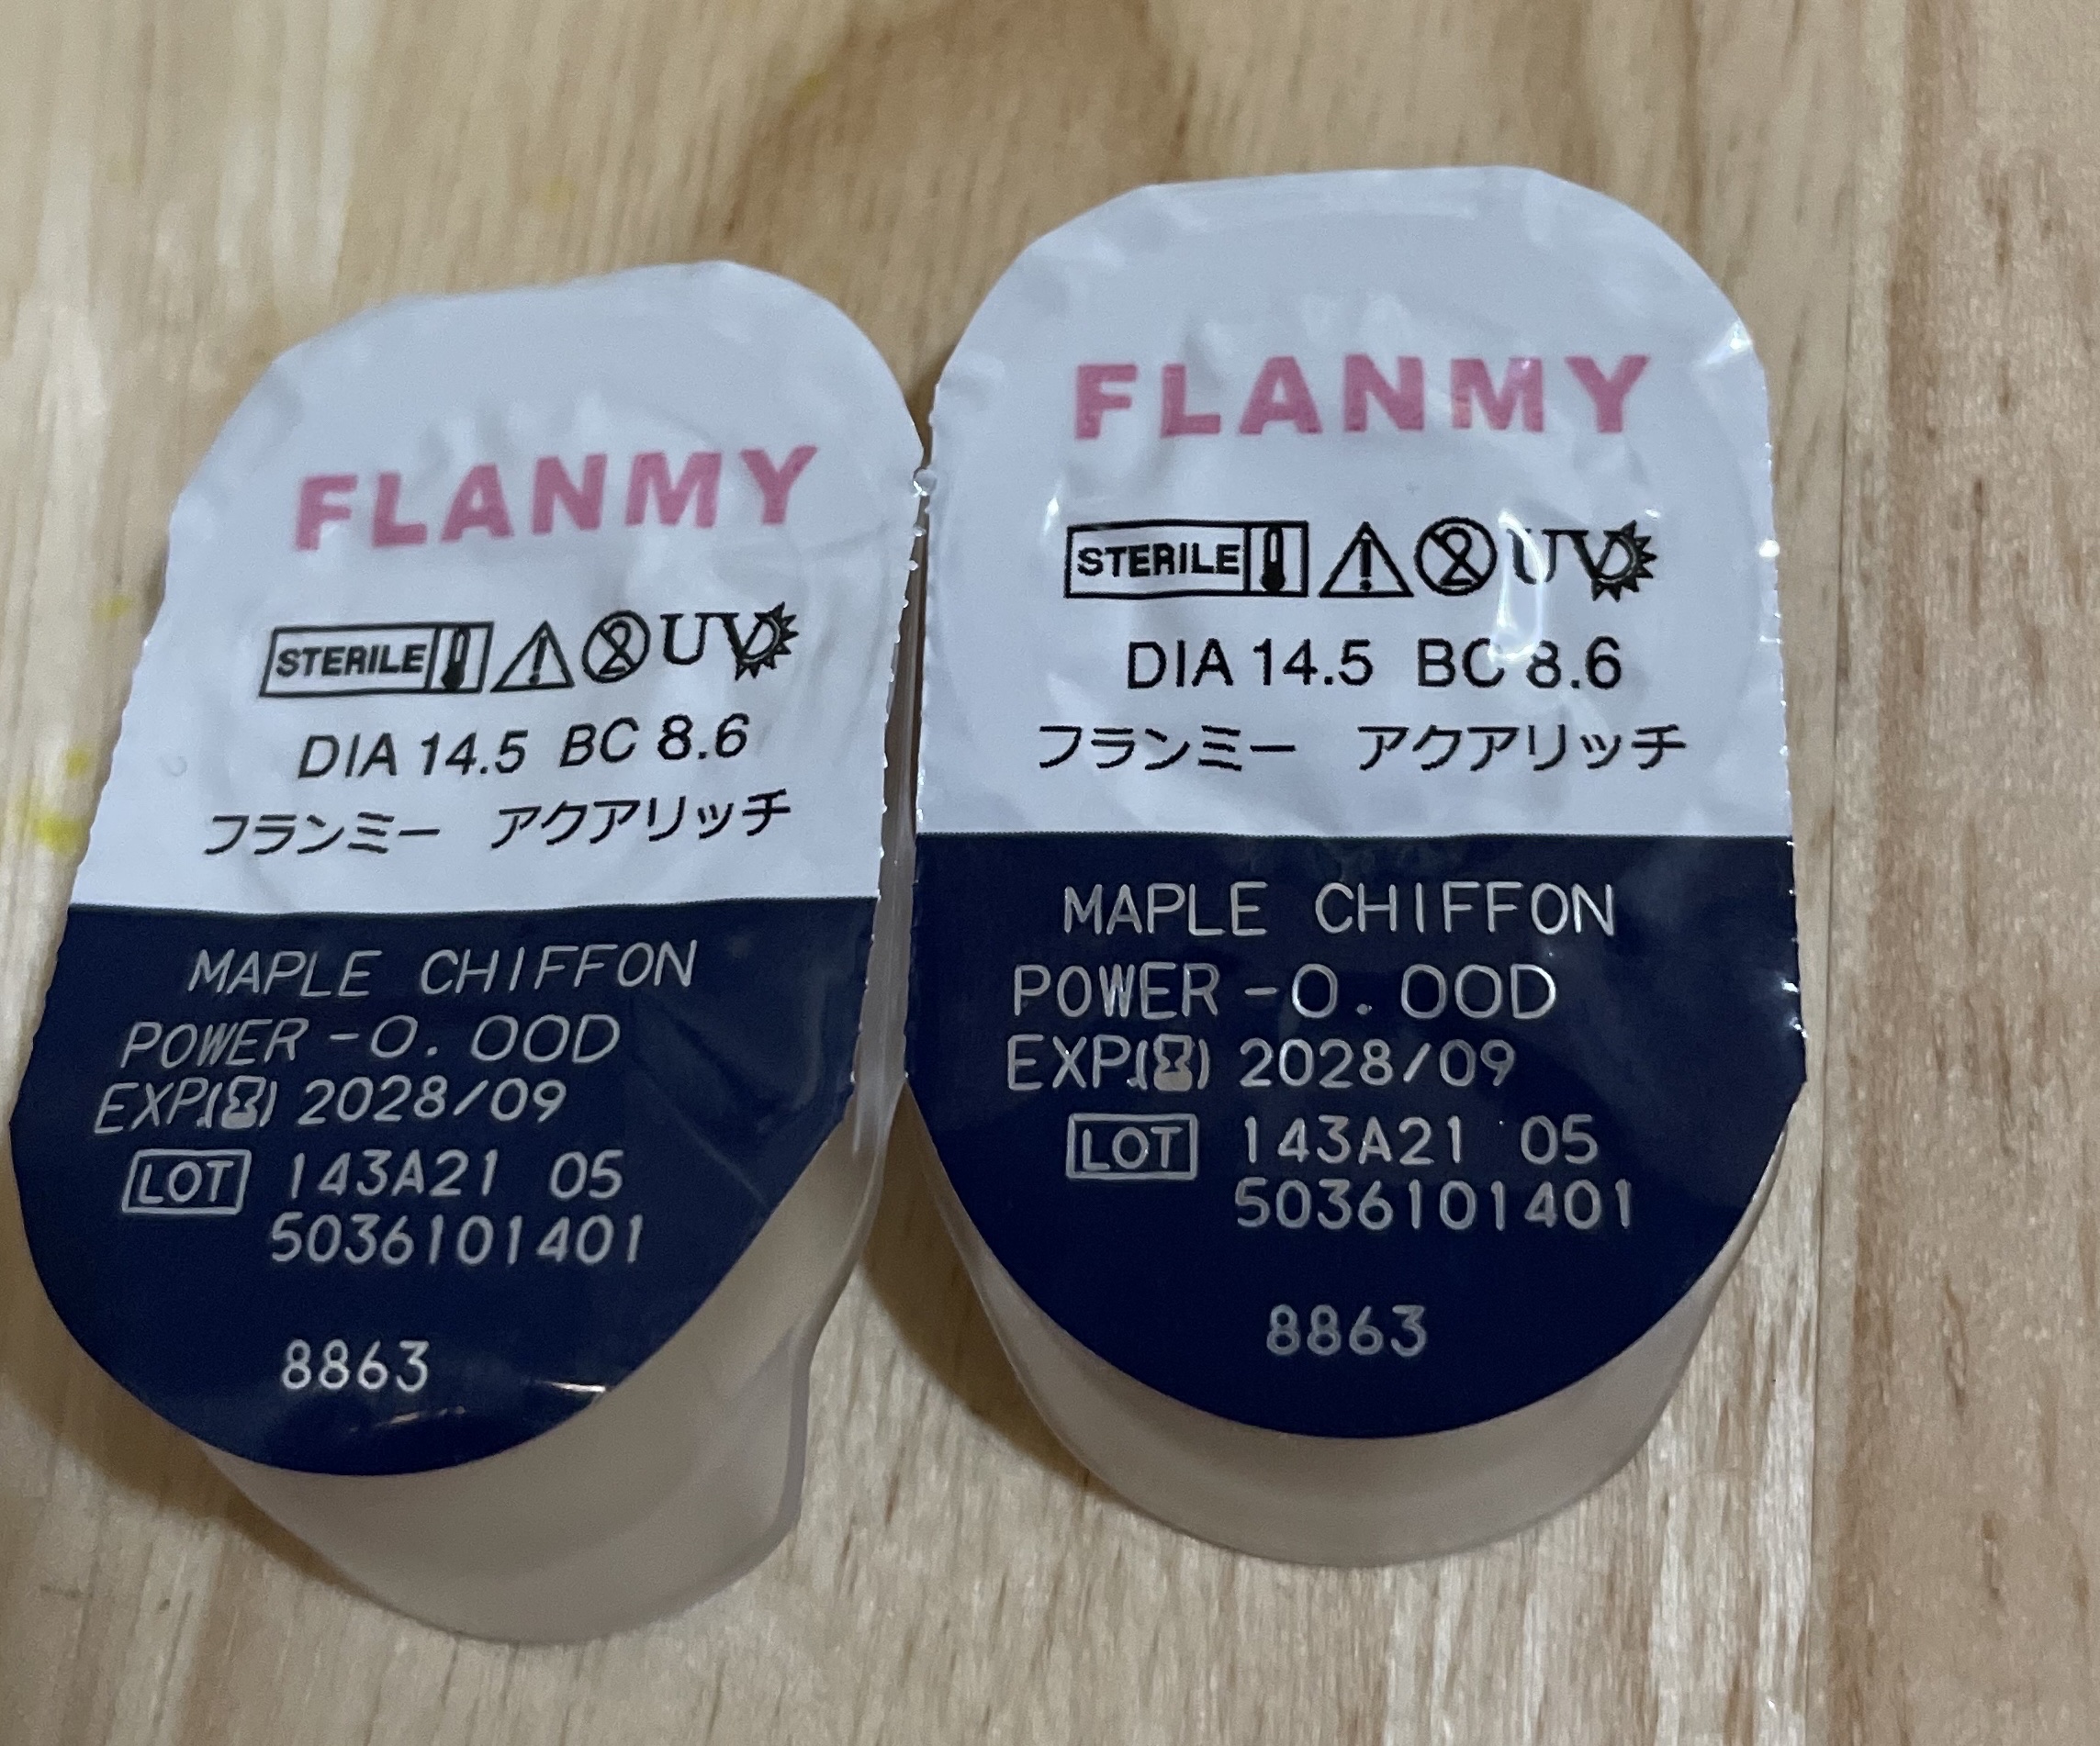 FLANMY
STERILE UV
DIA 14.5 BC 8.6
フランミー アクアリッチ
MAPLE CHIFFON
POWER -0.00D
EXP.( ) 2028/09
LOT 143A21 05
5036101401
8863
FLANMY
STERILE UV
DIA 14.5 BC 8.6
フランミー アクアリッチ
MAPLE CHIFFON
POWER -0.00D
EXP.( ) 2028/09
LOT 143A21 05
5036101401
8863